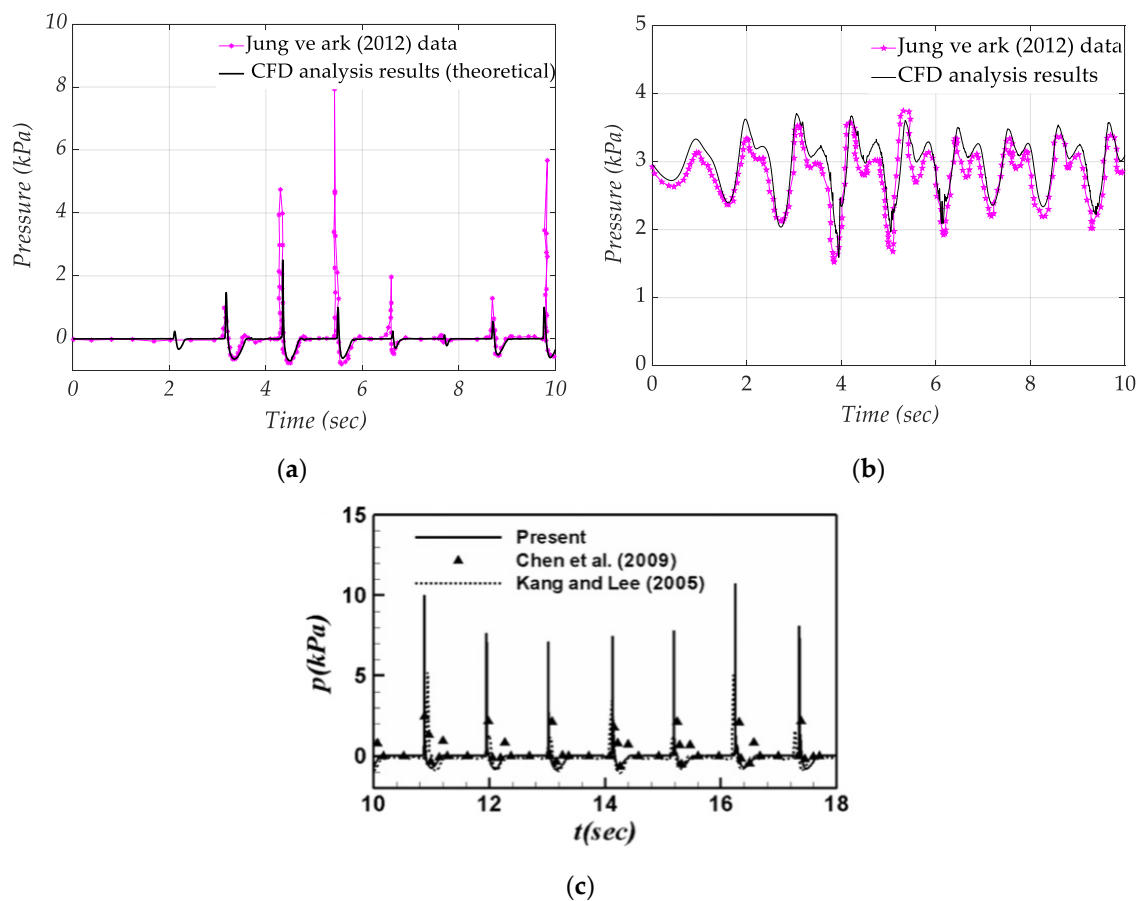 10
8
6
4
2
0
Pressure (kPa)
Jung ve ark (2012) data
CFD analysis results (theoretical)
0
2
4
6
8
10
Time (sec)
(a)
5
4
3
2
1
0
Pressure (kPa)
Jung ve ark (2012) data
CFD analysis results
0
2
4
6
8
10
Time (sec)
(b)
15
10
5
0
p(kPa)
Present
Chen et al. (2009)
Kang and Lee (2005)
10
12
14
16
18
t(sec)
(c)